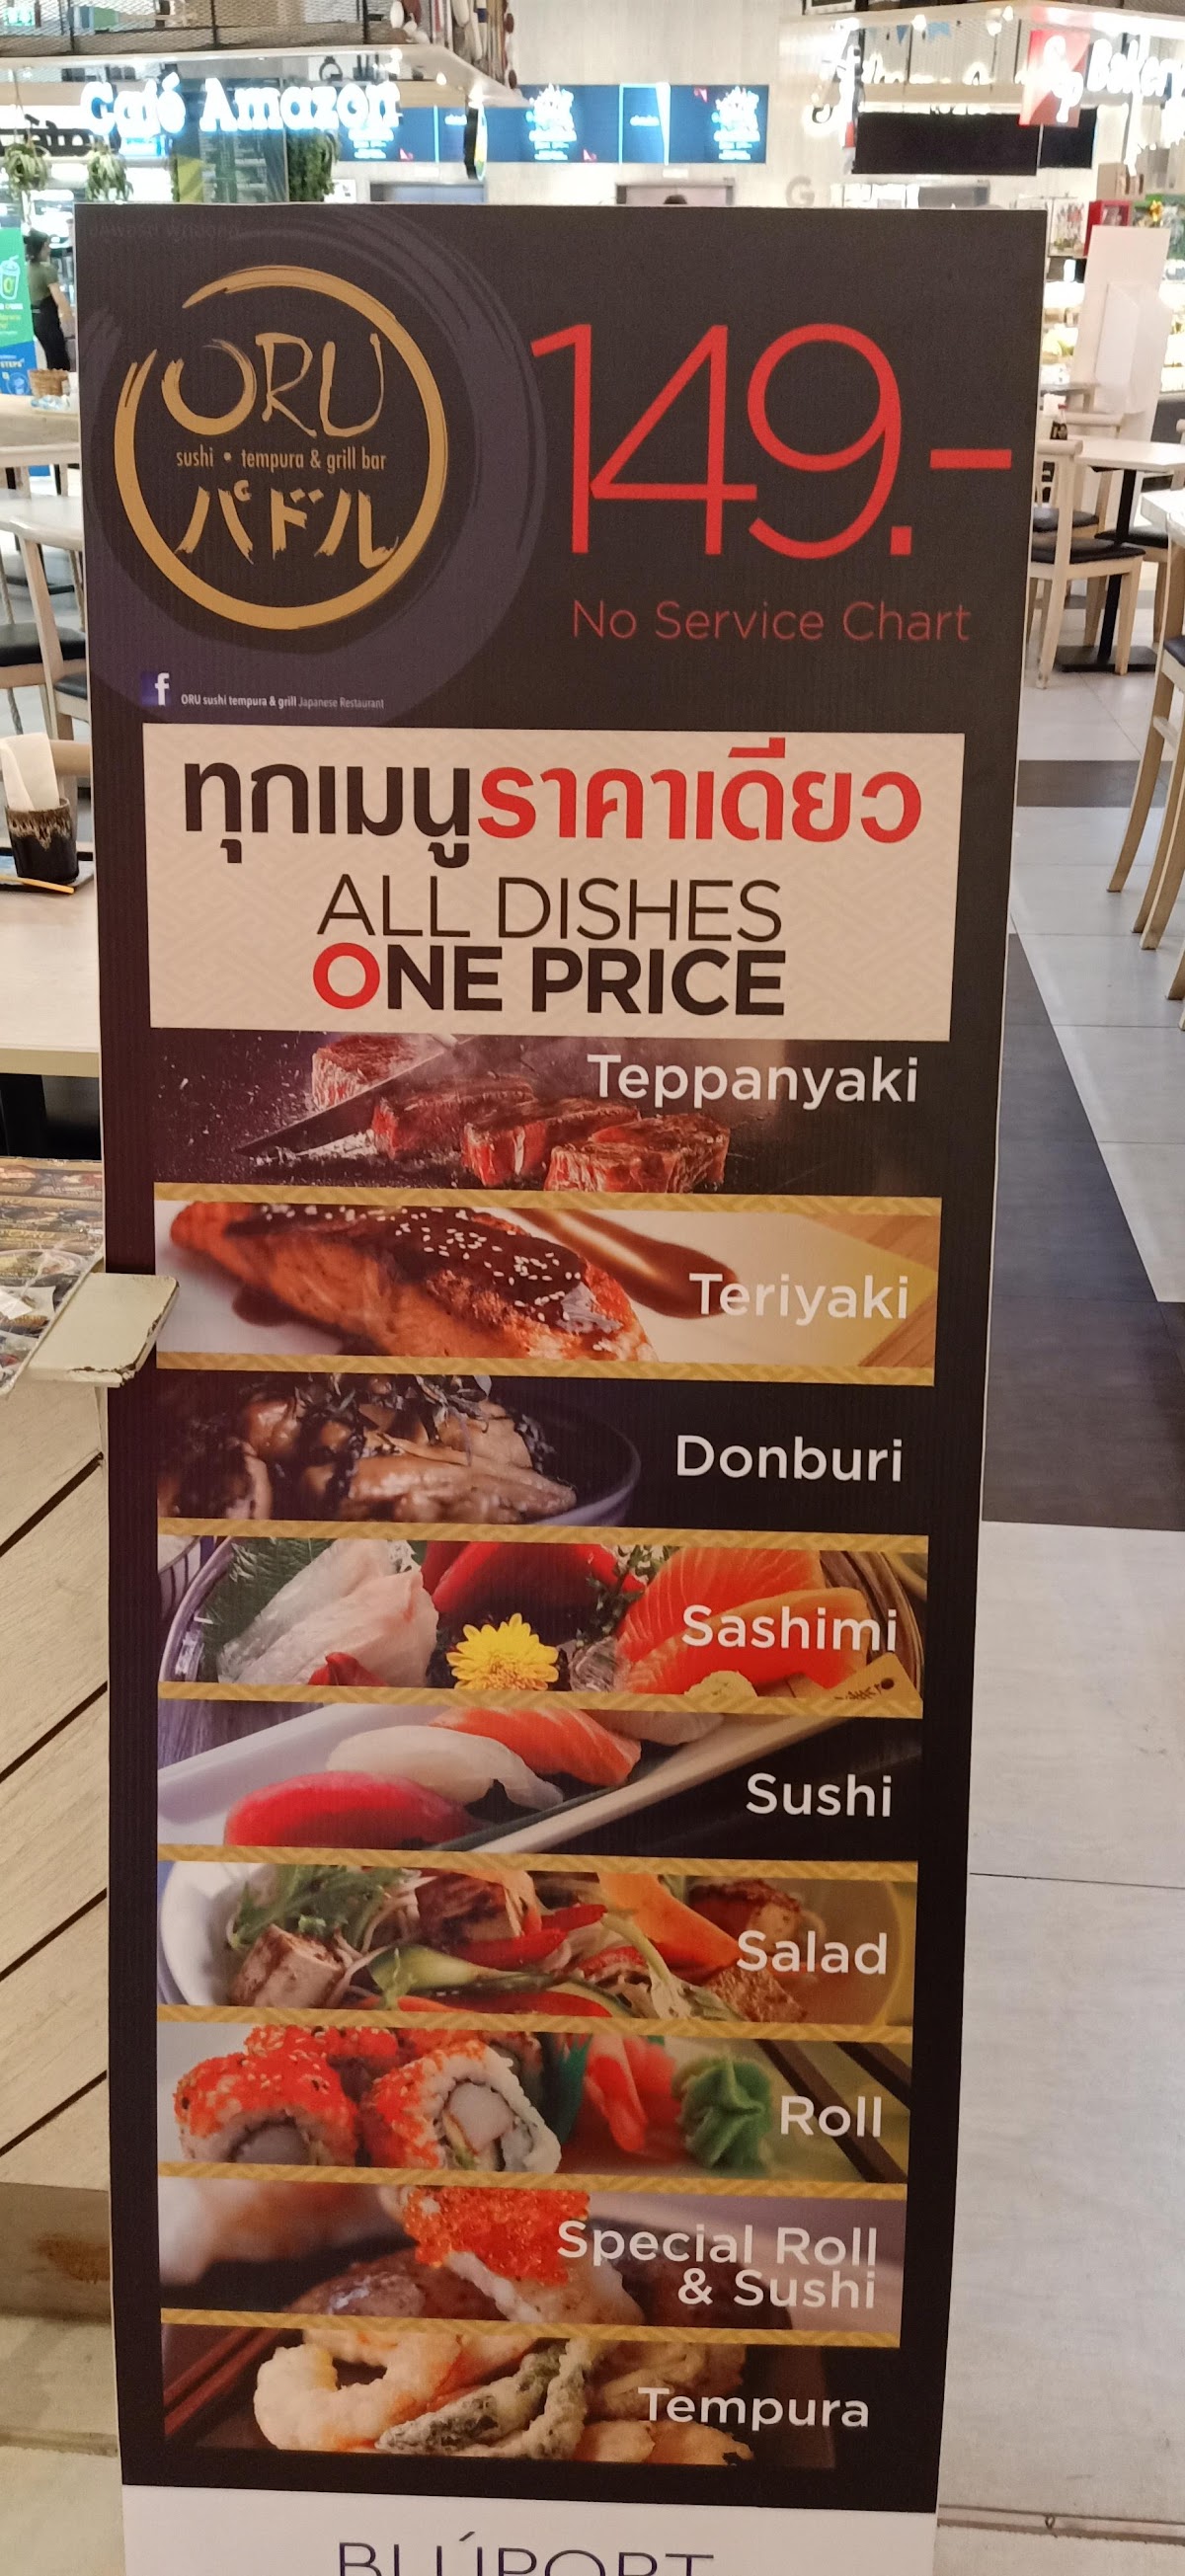 Café Amazon
Bakery
ORU
sushi • tempura & grill bar
パドル
149.-
No Service Chart
f ORU sushi tempura & grill Japanese Restaurant
ทุกเมนูราคาเดียว
ALL DISHES
ONE PRICE
Teppanyaki
Teriyaki
Donburi
Sashimi
Sushi
Salad
Roll
Special Roll
& Sushi
Tempura
BLÚPORT